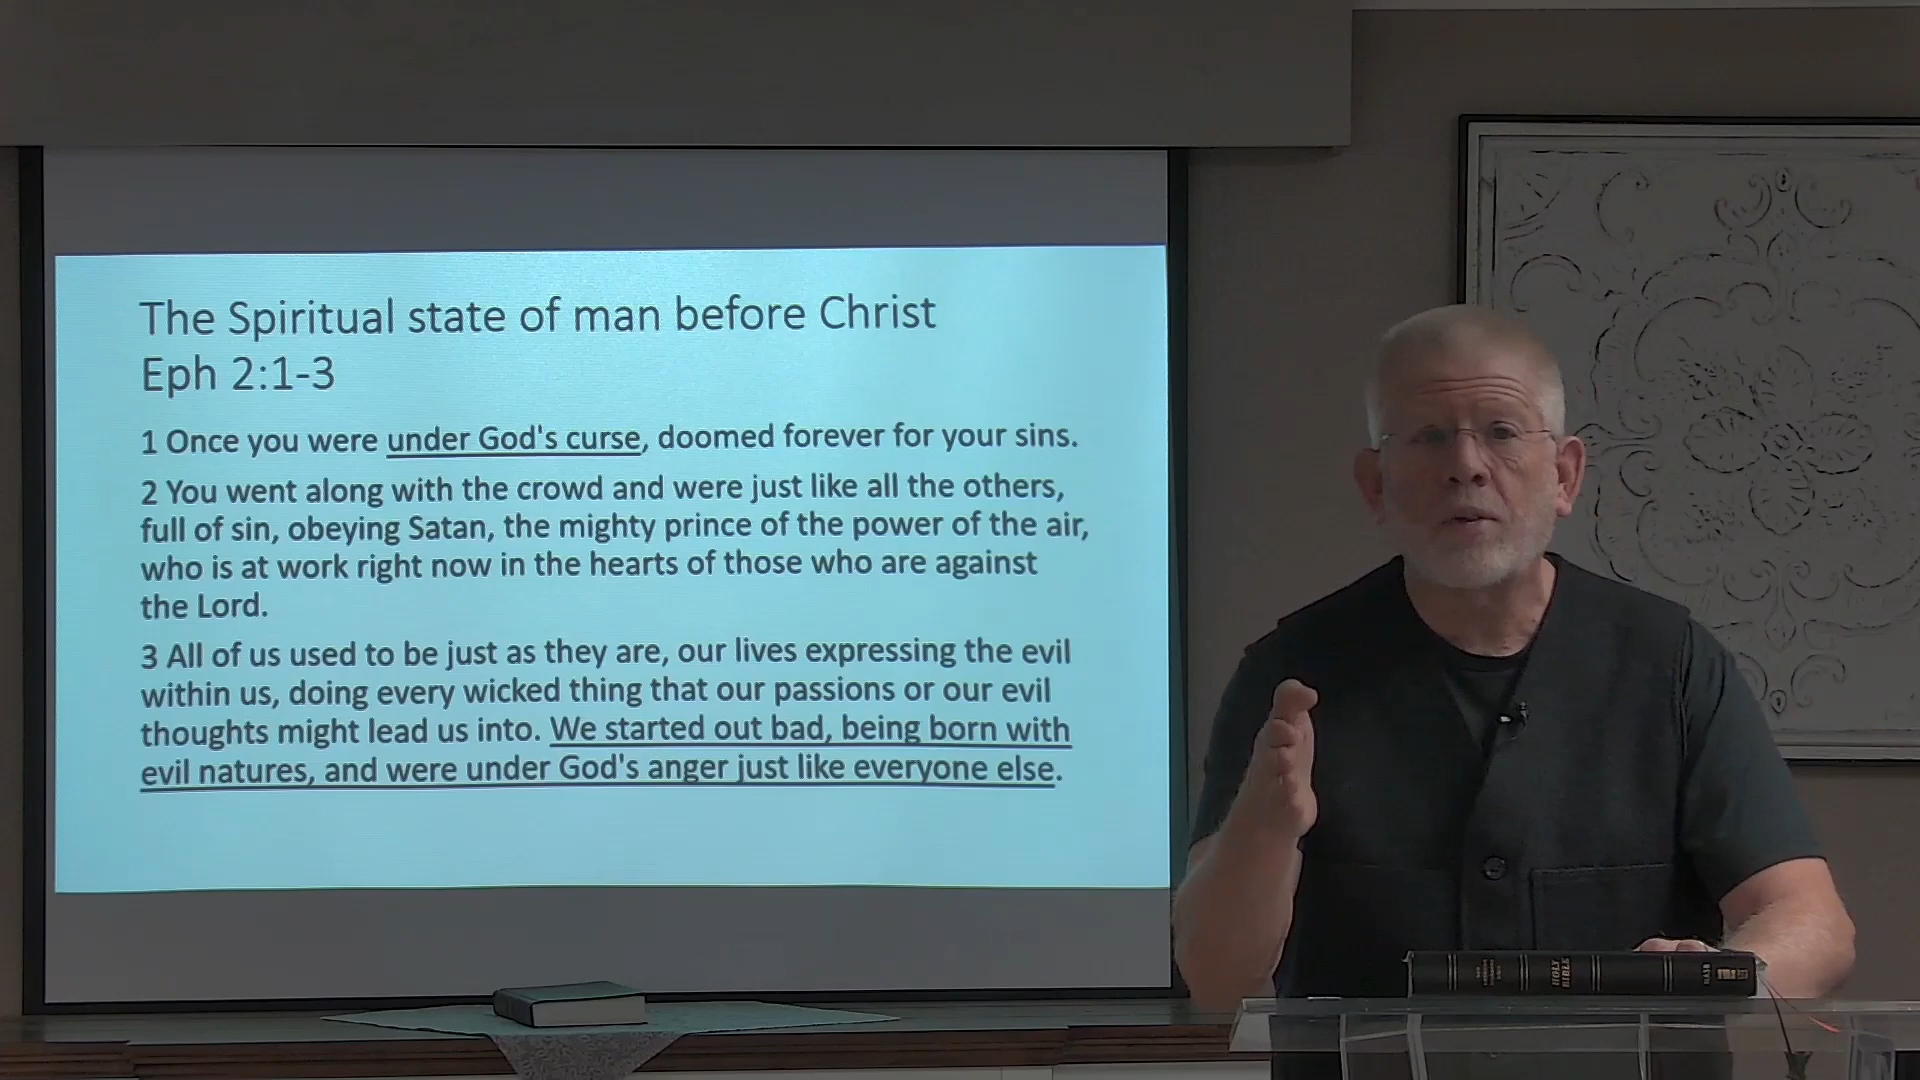 The Spiritual state of man before Christ
Eph 2:1-3
1 Once you were under God's curse, doomed forever for your sins.
2 You went along with the crowd and were just like all the others,
full of sin, obeying Satan, the mighty prince of the power of the air,
who is at work right now in the hearts of those who are against
the Lord.
3 All of us used to be just as they are, our lives expressing the evil
within us, doing every wicked thing that our passions or our evil
thoughts might lead us into. We started out bad, being born with
evil natures, and were under God's anger just like everyone else.
HOLY
BIBLE